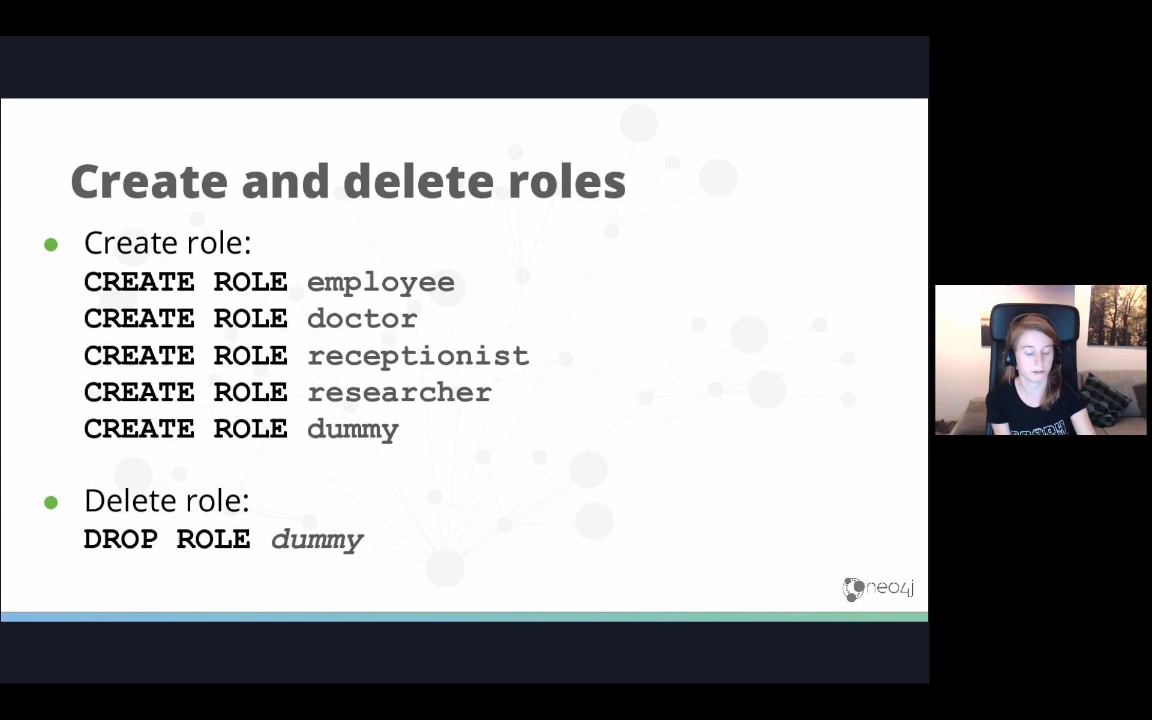 Create and delete roles
● Create role:
CREATE ROLE employee
CREATE ROLE doctor
CREATE ROLE receptionist
CREATE ROLE researcher
CREATE ROLE dummy
● Delete role:
DROP ROLE dummy
neo4j